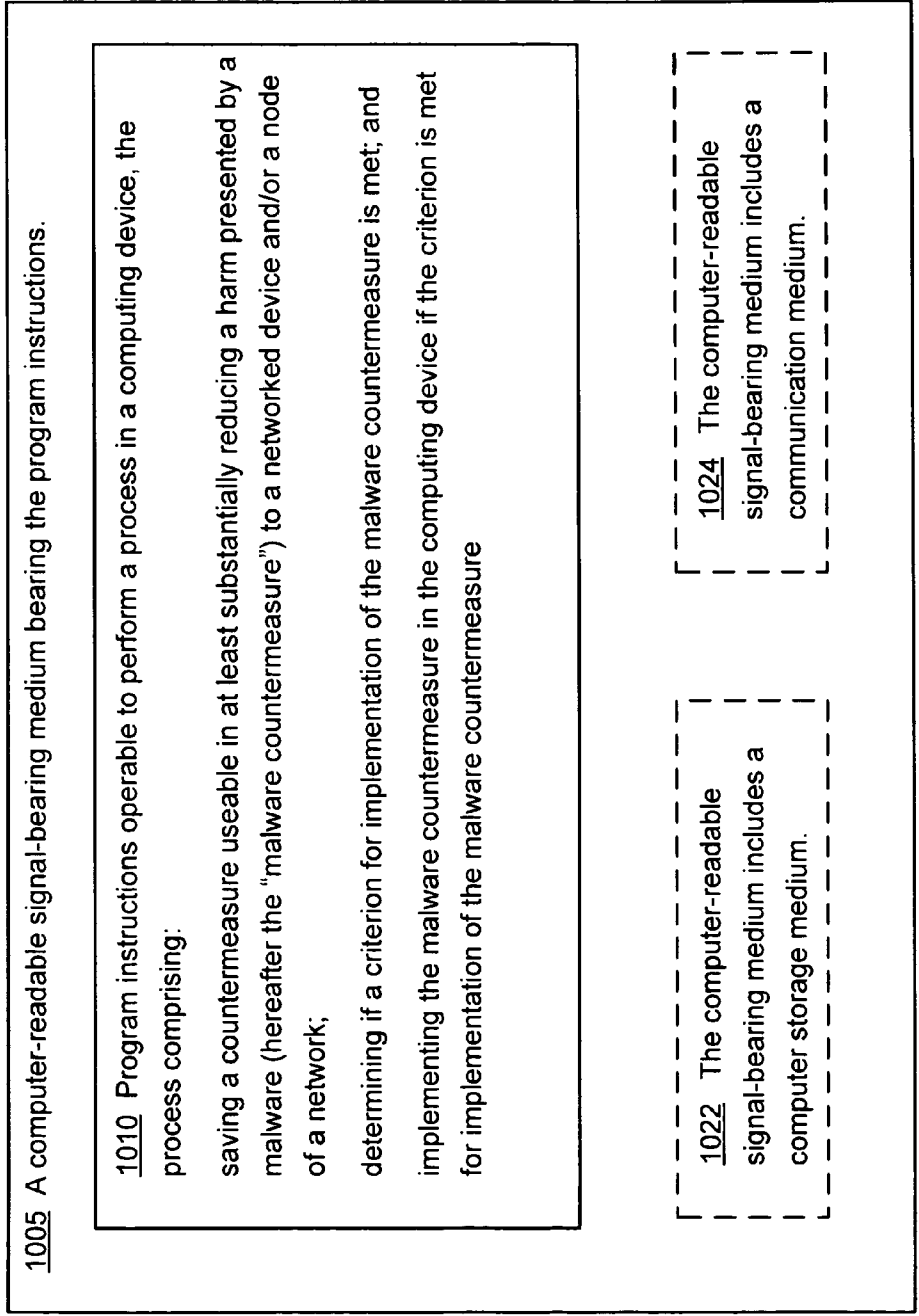 1005 A computer-readable signal-bearing medium bearing the program instructions.
1010 Program instructions operable to perform a process in a computing device, the
process comprising:
saving a countermeasure useable in at least substantially reducing a harm presented by a
malware (hereafter the “malware countermeasure”) to a networked device and/or a node
of a network;
determining if a criterion for implementation of the malware countermeasure is met; and
implementing the malware countermeasure in the computing device if the criterion is met
for implementation of the malware countermeasure
1022 The computer-readable
signal-bearing medium includes a
computer storage medium.
1024 The computer-readable
signal-bearing medium includes a
communication medium.